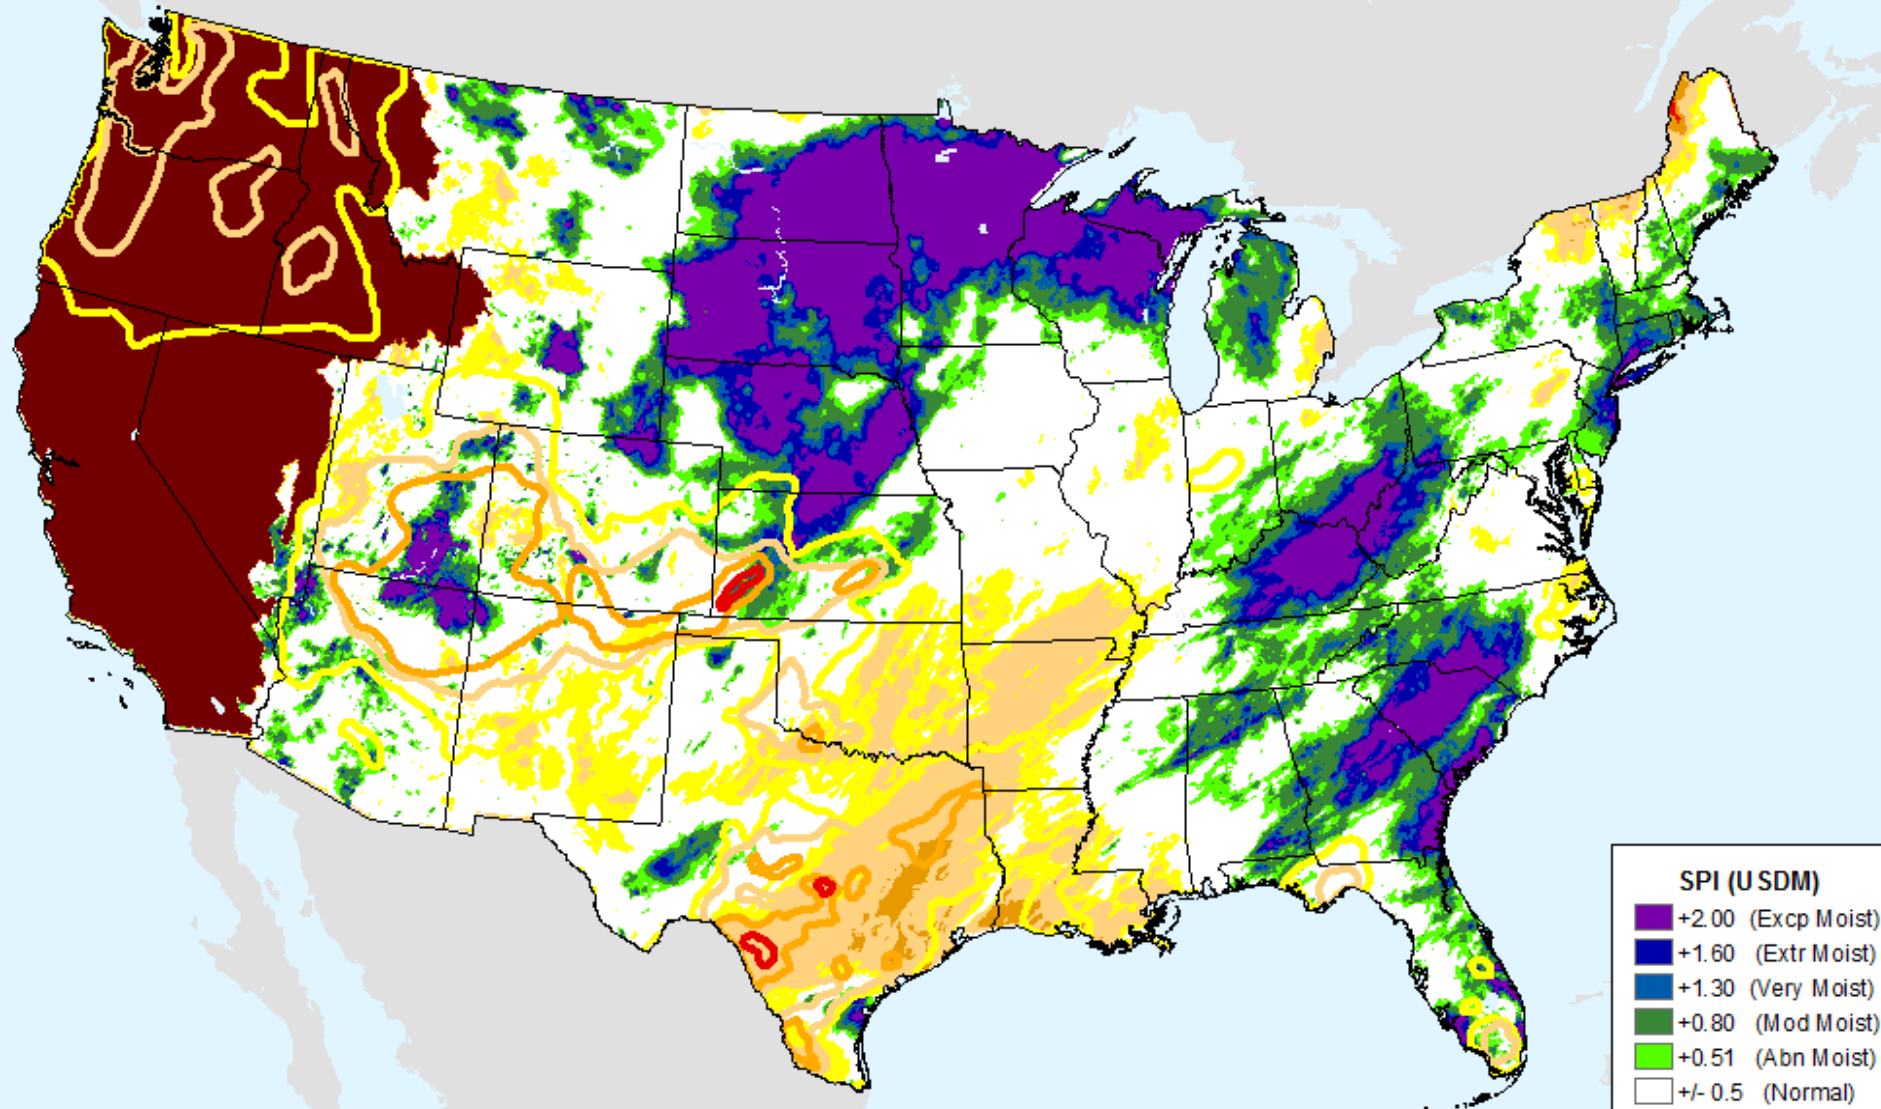 SPI (USDM)
+2.00 (Excp Moist)
+1.60 (Extr Moist)
+1.30 (Very Moist)
+0.80 (Mod Moist)
+0.51 (Abn Moist)
+/- 0.5 (Normal)